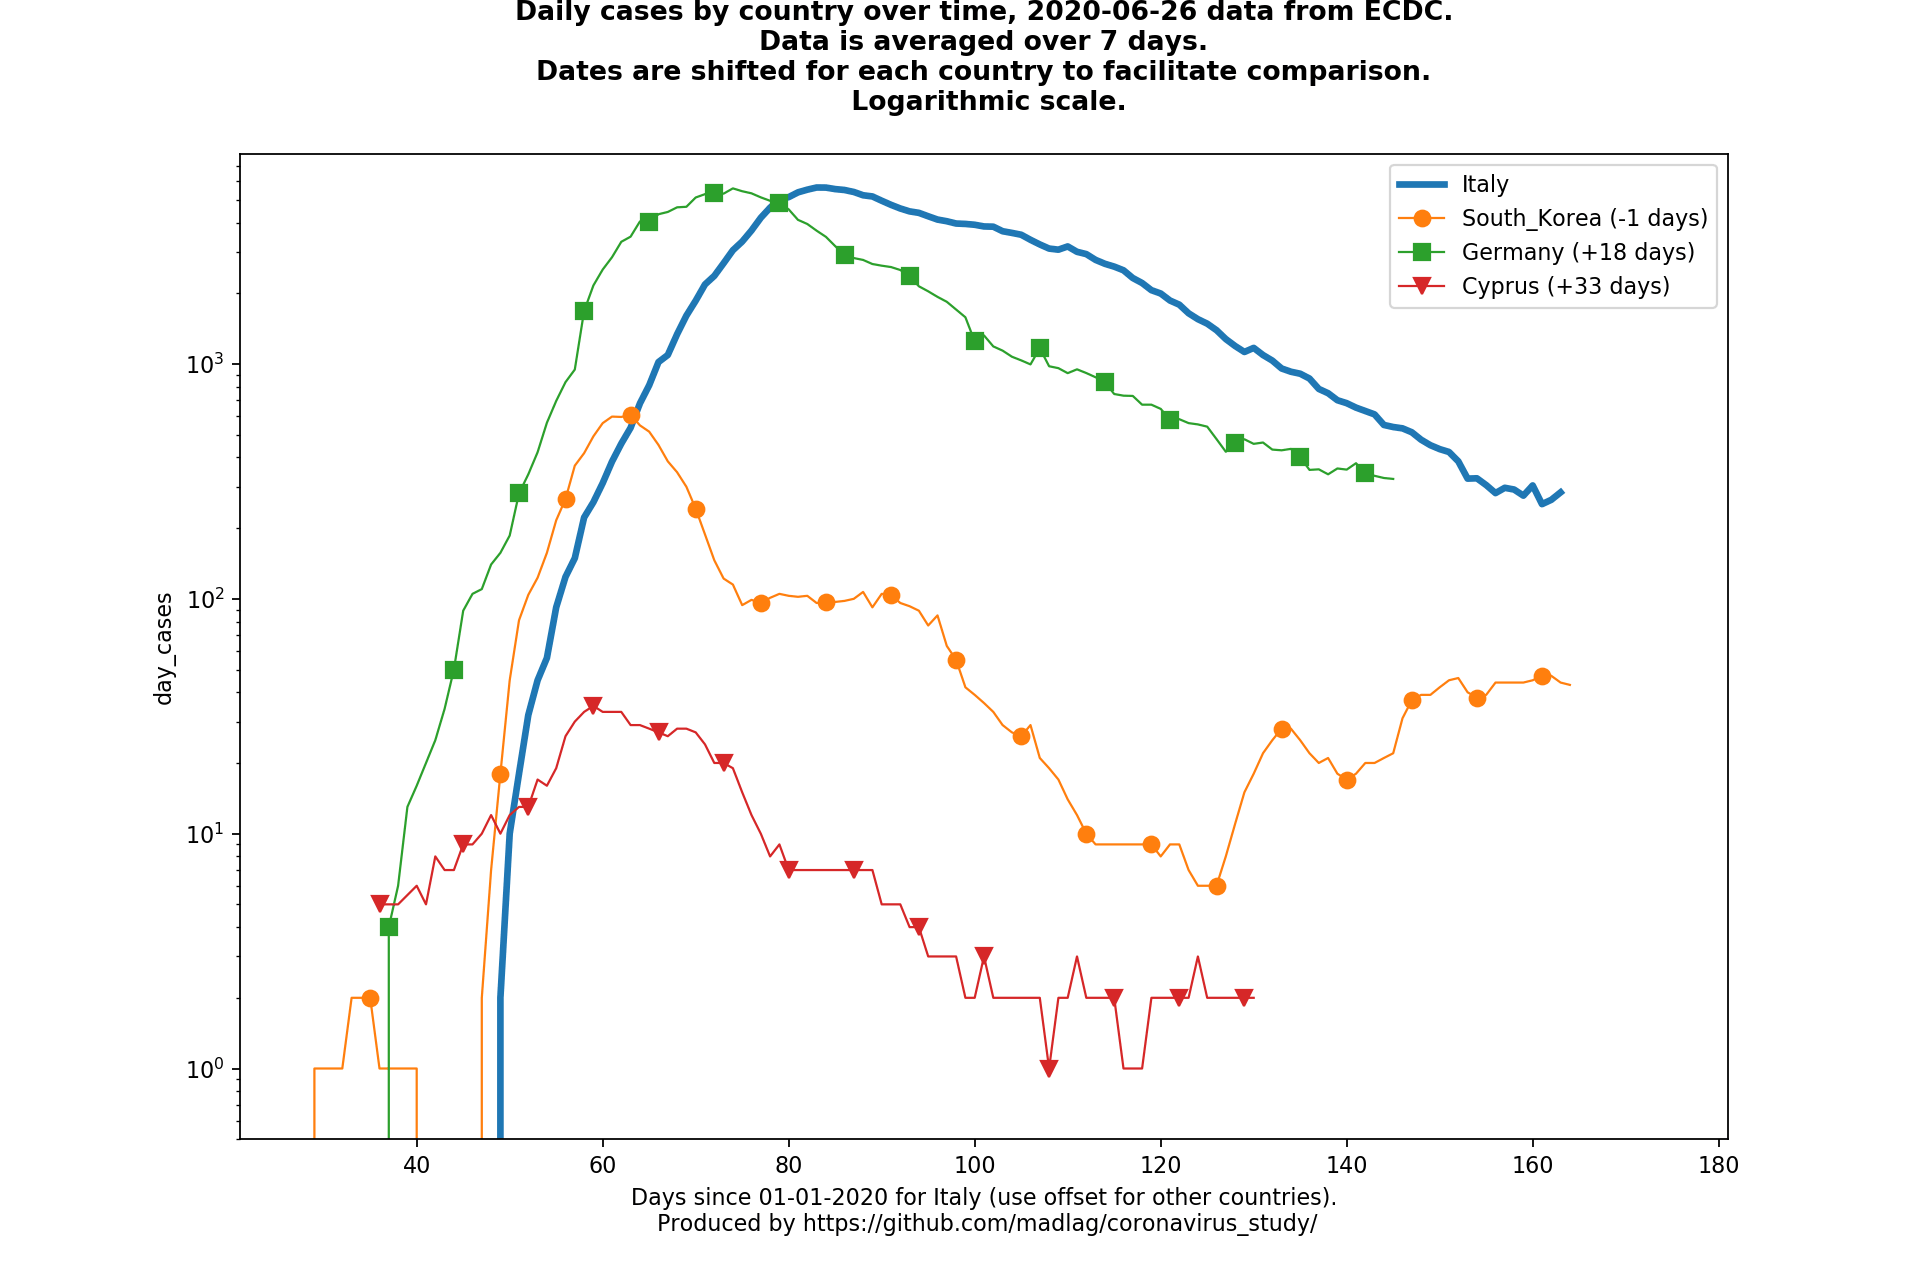 Daily cases by country over time, 2020-06-26 data from ECDC.
Data is averaged over 7 days.
Dates are shifted for each country to facilitate comparison.
Logarithmic scale.
Italy
South_Korea (-1 days)
Germany (+18 days)
Cyprus (+33 days)
10³
10²
10¹
10⁰
day_cases
40 60 80 100 120 140 160 180
Days since 01-01-2020 for Italy (use offset for other countries).
Produced by https://github.com/madlag/coronavirus_study/